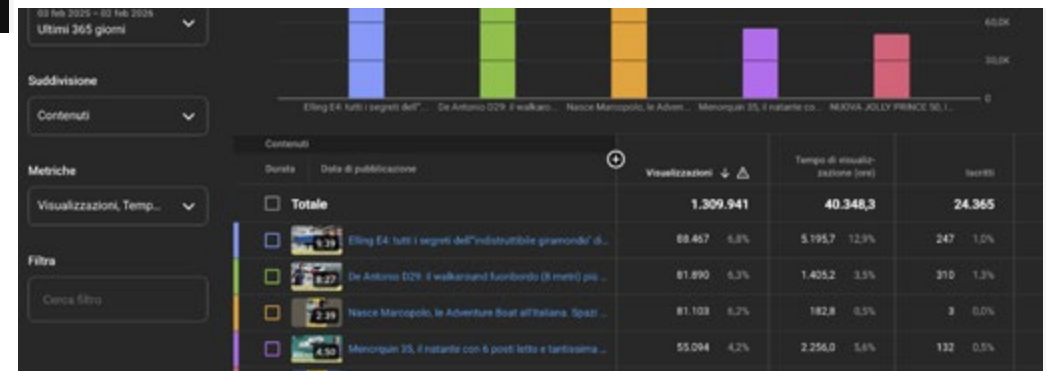 03 feb 2025 – 02 feb 2026
Ultimi 365 giorni
Suddivisione
Contenuti
Metriche
Visualizzazioni, Temp...
Filtra
Cerca filtro
60,0K
30,0K
0
Elling E4: tutti i segreti dell'"... De Antonio D29: il walkaro... Nasce Marcopolo, le Adven... Menorquin 35, il natante co... NUOVA JOLLY PRINCE 50, l...
Contenuti
Durata Data di pubblicazione
Visualizzazioni
Tempo di visualiz-
zazione (ore)
Iscritti
Totale 1.309.941 40.348,3 24.365
9:39 Elling E4: tutti i segreti dell'"indistruttibile giramondo" di... 88.467 6,8% 5.195,7 12,9% 247 1,0%
8:27 De Antonio D29: il walkaround fuoribordo (8 metri) più ... 81.890 6,3% 1.405,2 3,5% 310 1,3%
2:39 Nasce Marcopolo, le Adventure Boat all'italiana. Spazi ... 81.103 6,2% 182,8 0,5% 3 0,0%
4:50 Menorquin 35, il natante con 6 posti letto e tantissima ... 55.094 4,2% 2.256,0 5,6% 132 0,5%